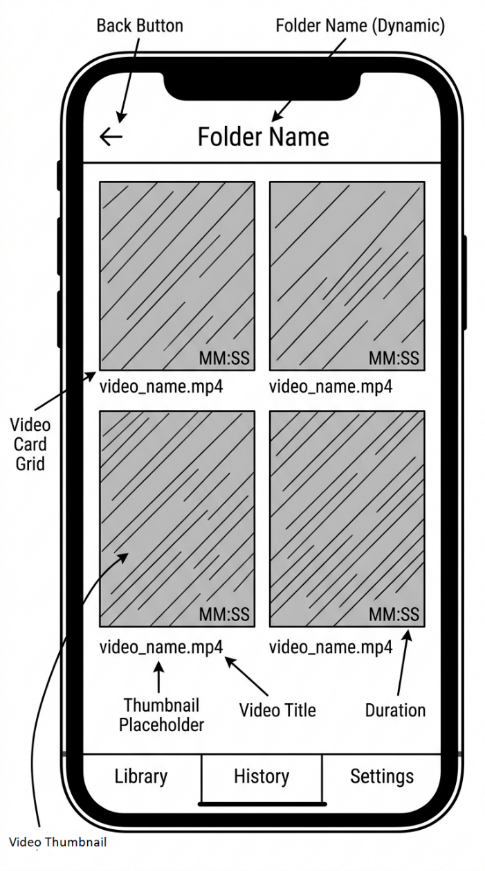 Back Button
Folder Name (Dynamic)
Folder Name
MM:SS
MM:SS
video_name.mp4
video_name.mp4
Video
Card
Grid
MM:SS
MM:SS
video_name.mp4
video_name.mp4
Thumbnail
Placeholder
Video Title
Duration
Library
History
Settings
Video Thumbnail